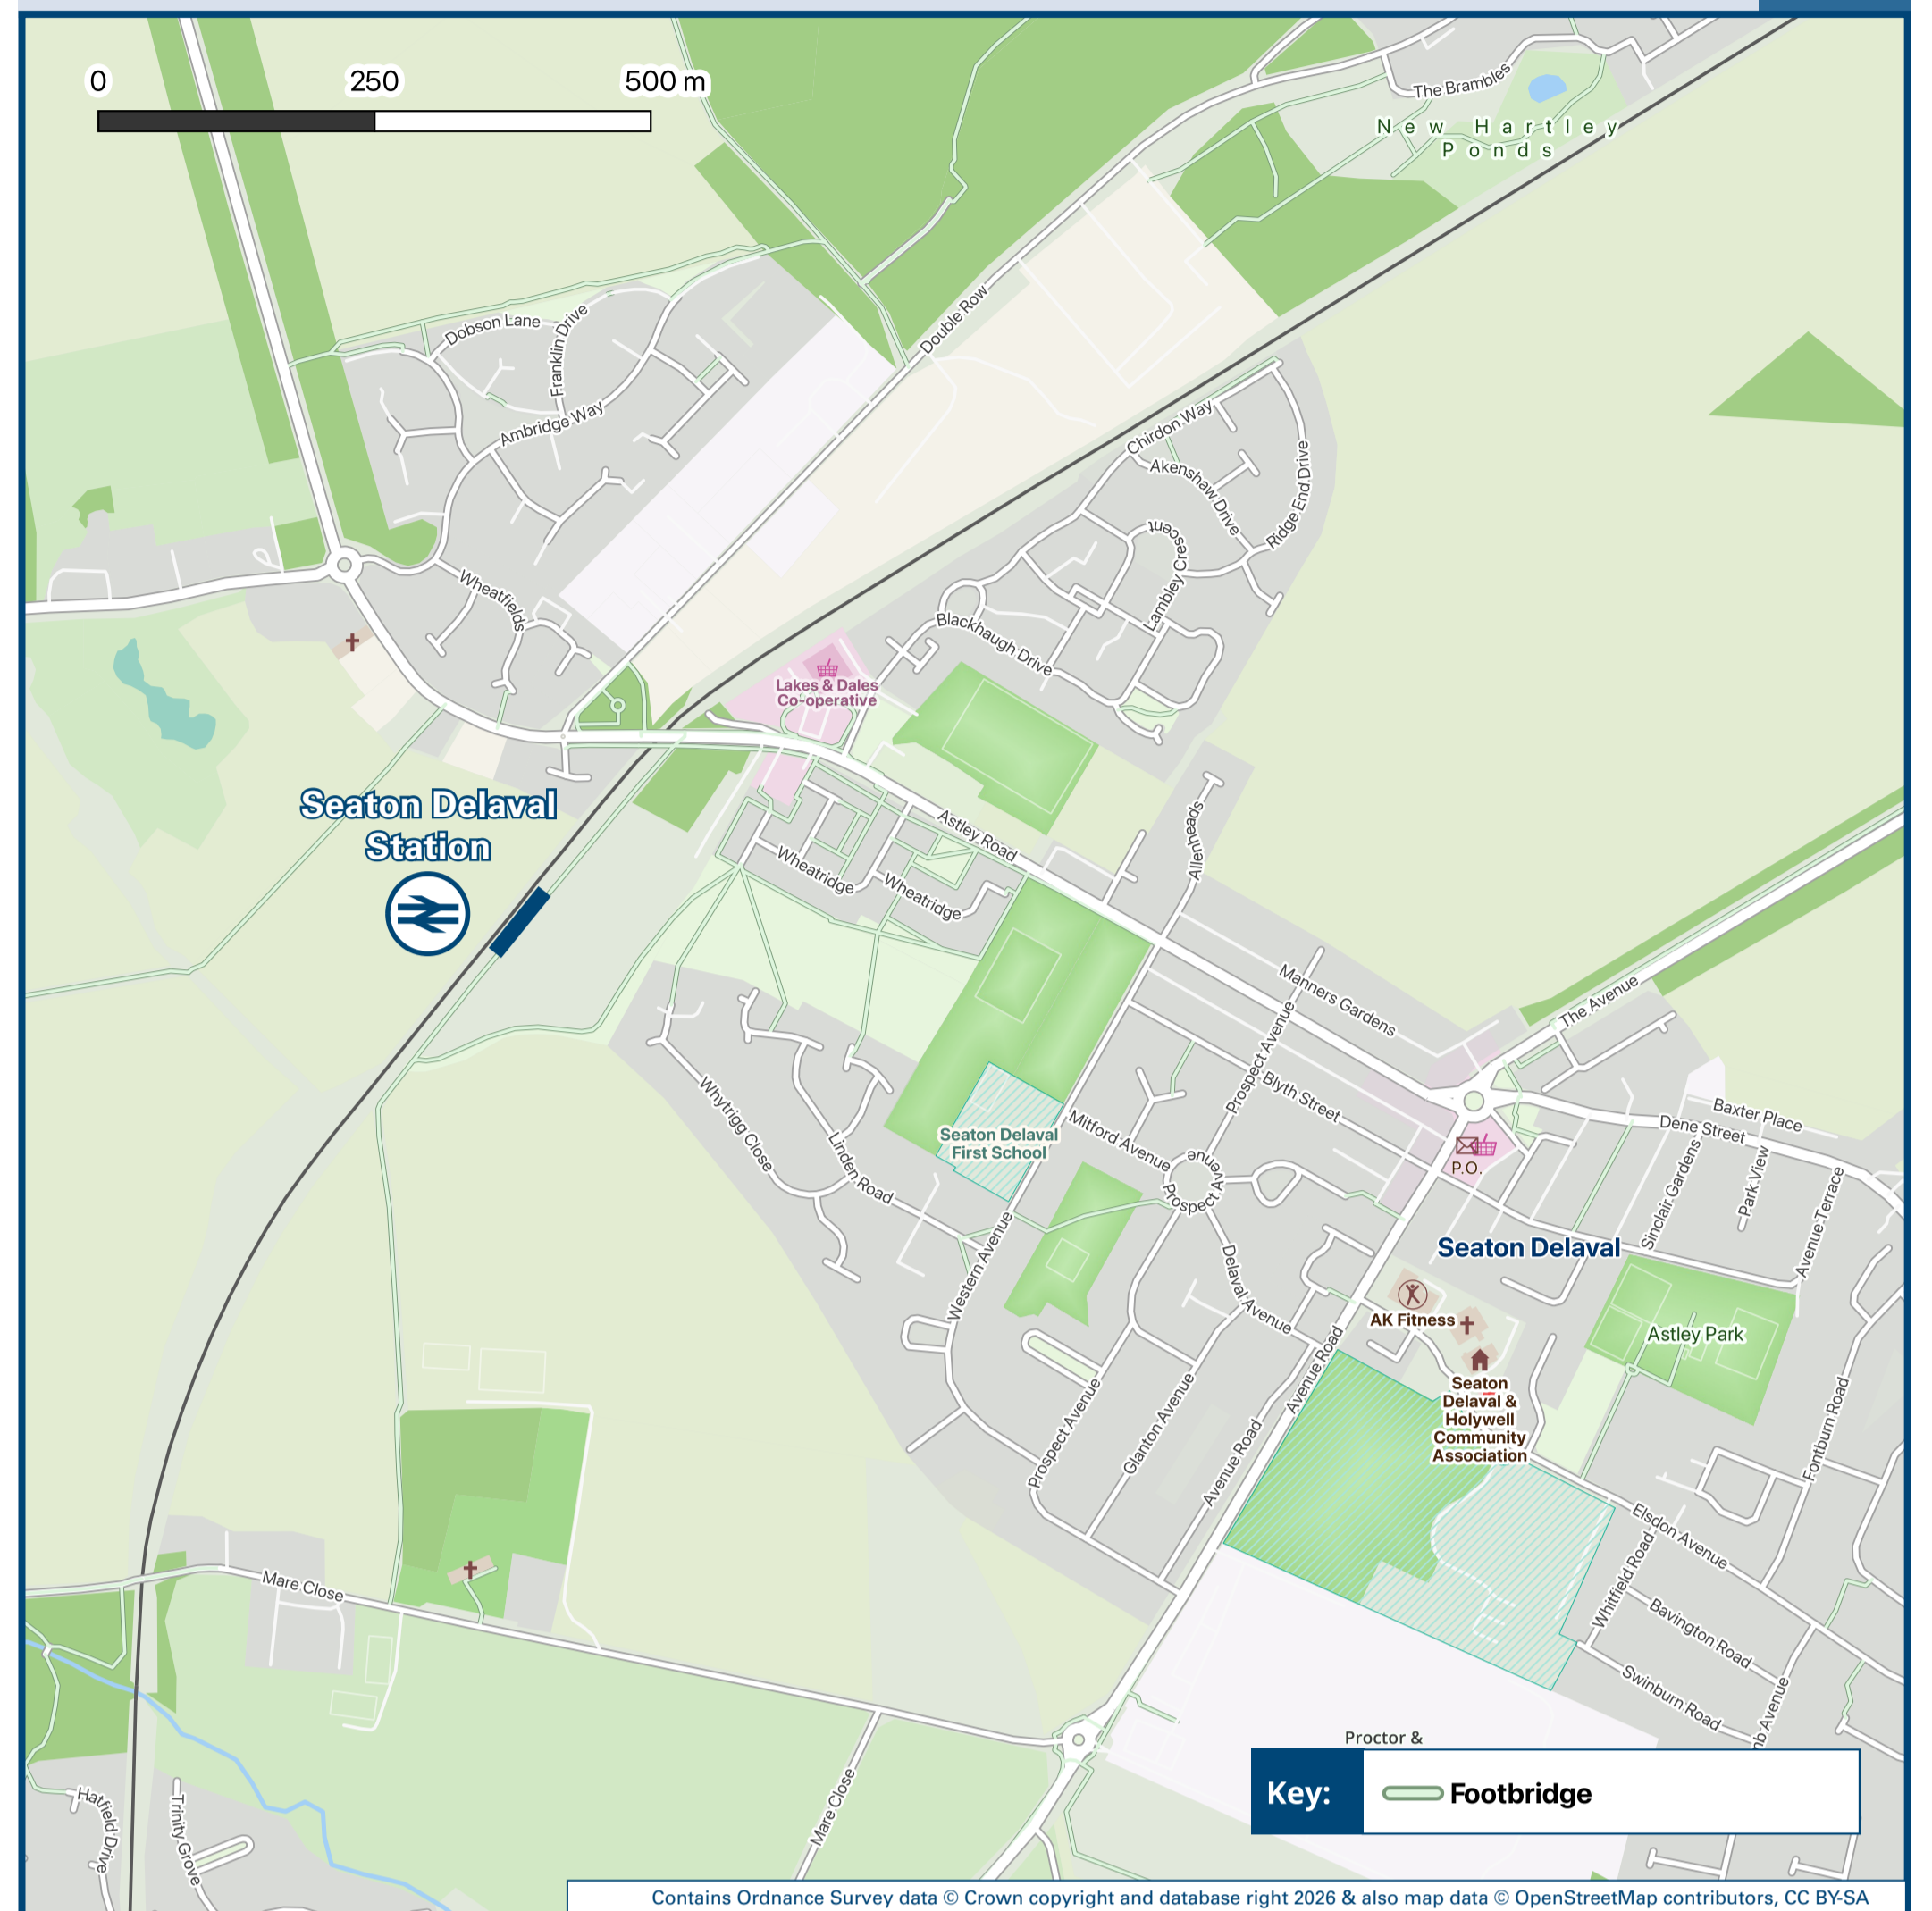 0 250 500 m
The Brambles
New Hartley
Ponds
Double Row
Dobson Lane
Franklin Drive
Ambridge Way
Chirdon Way
Akenshaw Drive
Ridge End Drive
Lambley Crescent
Wheatfields
Blackhaugh Drive
Lakes & Dales
Co-operative
Seaton Delaval
Station
Astley Road
Allenheads
Wheatridge
Wheatridge
Manners Gardens
The Avenue
Prospect Avenue
Blyth Street
Whytrigg Close
Linden Road
Seaton Delaval
First School
Mitford Avenue
Prospect Avenue
Baxter Place
Dene Street
P.O.
Sinclair Gardens
Park View
Avenue Terrace
Seaton Delaval
Western Avenue
Delaval Avenue
AK Fitness
Astley Park
Seaton
Delaval &
Holywell
Community
Association
Avenue Road
Prospect Avenue
Glanton Avenue
Avenue Road
Fontburn Road
Elsdon Avenue
Whitfield Road
Bavington Road
Swinburn Road
nb Avenue
Mare Close
Mare Close
Hatfield Drive
Trinity Grove
Proctor &
Key: Footbridge
Contains Ordnance Survey data © Crown copyright and database right 2026 & also map data © OpenStreetMap contributors, CC BY-SA